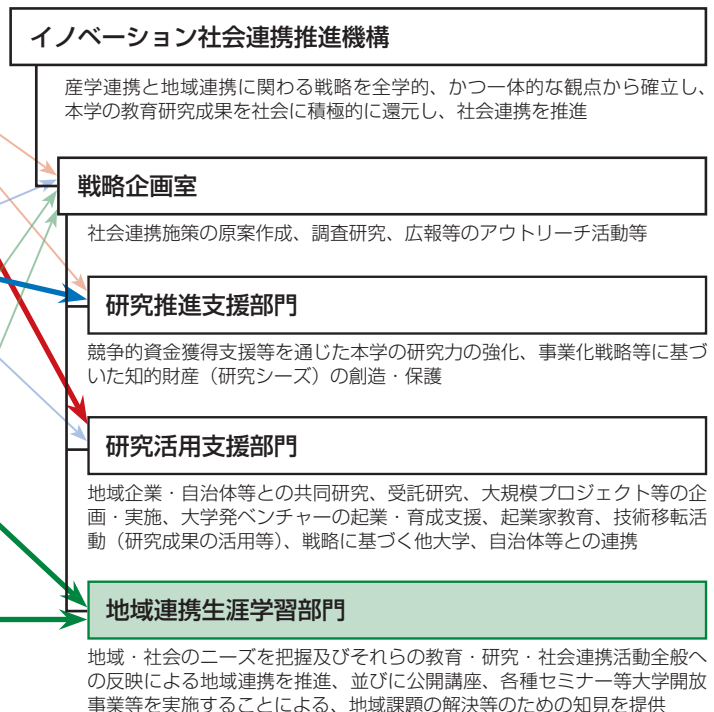 イノベーション社会連携推進機構
産学連携と地域連携に関わる戦略を全学的、かつ一体的な観点から確立し、
本学の教育研究成果を社会に積極的に還元し、社会連携を推進
戦略企画室
社会連携施策の原案作成、調査研究、広報等のアウトリーチ活動等
研究推進支援部門
競争的資金獲得支援等を通じた本学の研究力の強化、事業化戦略等に基づ
いた知的財産（研究シーズ）の創造・保護
研究活用支援部門
地域企業・自治体等との共同研究、受託研究、大規模プロジェクト等の企
画・実施、大学発ベンチャーの起業・育成支援、起業家教育、技術移転活
動（研究成果の活用等）、戦略に基づく他大学、自治体等との連携
地域連携生涯学習部門
地域・社会のニーズを把握及びそれらの教育・研究・社会連携活動全般へ
の反映による地域連携を推進、並びに公開講座、各種セミナー等大学開放
事業等を実施することによる、地域課題の解決等のための知見を提供